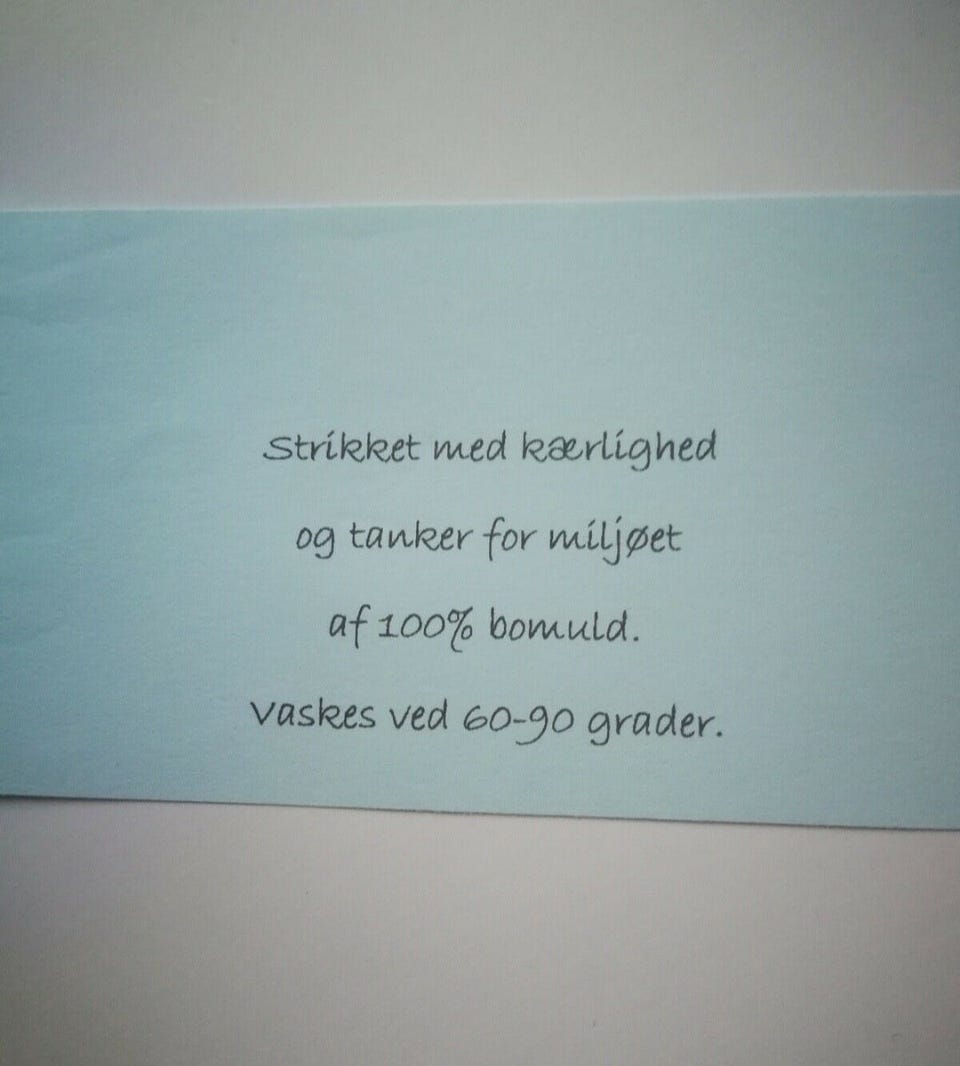 Strikket med kærlighed
og tanker for miljøet
af 100% bomuld.
Vaskes ved 60-90 grader.